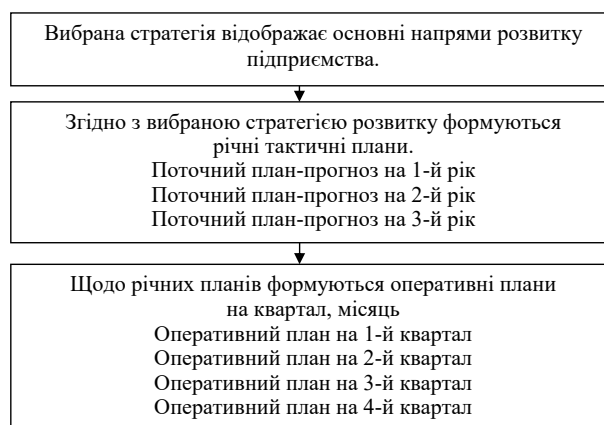 Вибрана стратегія відображає основні напрями розвитку
підприємства.
Згідно з вибраною стратегією розвитку формуються
річні тактичні плани.
Поточний план-прогноз на 1-й рік
Поточний план-прогноз на 2-й рік
Поточний план-прогноз на 3-й рік
Щодо річних планів формуються оперативні плани
на квартал, місяць
Оперативний план на 1-й квартал
Оперативний план на 2-й квартал
Оперативний план на 3-й квартал
Оперативний план на 4-й квартал